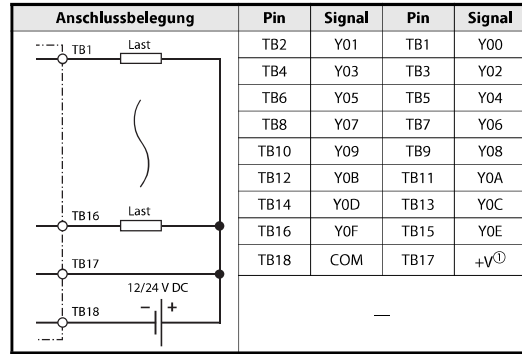 Anschlussbelegung Pin Signal Pin Signal
TB1 Last
TB16 Last
TB17
12/24 V DC
− +
TB18
TB2 Y01 TB1 Y00
TB4 Y03 TB3 Y02
TB6 Y05 TB5 Y04
TB8 Y07 TB7 Y06
TB10 Y09 TB9 Y08
TB12 Y0B TB11 Y0A
TB14 Y0D TB13 Y0C
TB16 Y0F TB15 Y0E
TB18 COM TB17 +V①
—